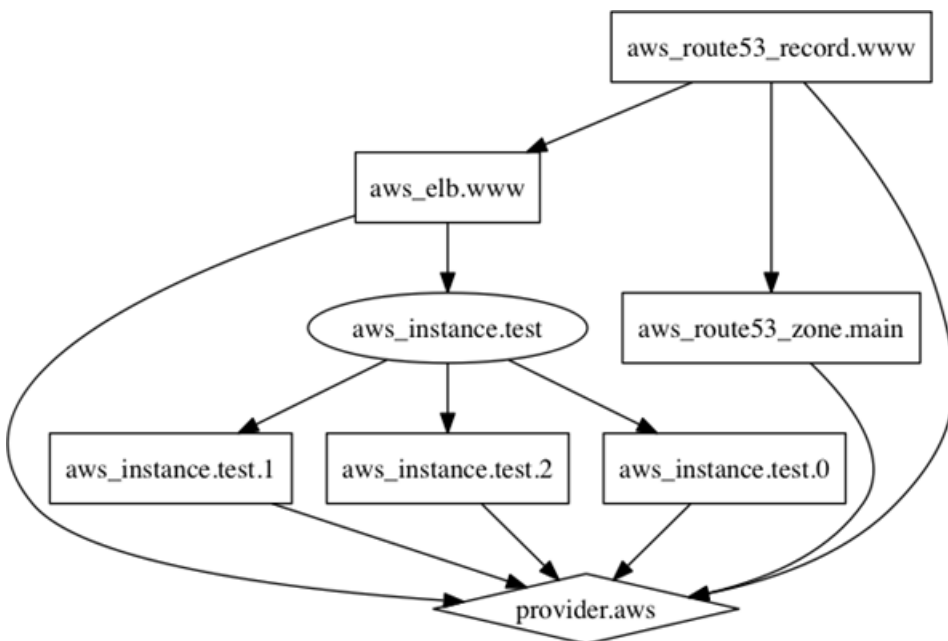 aws_route53_record.www
aws_elb.www
aws_instance.test
aws_route53_zone.main
aws_instance.test.1
aws_instance.test.2
aws_instance.test.0
provider.aws